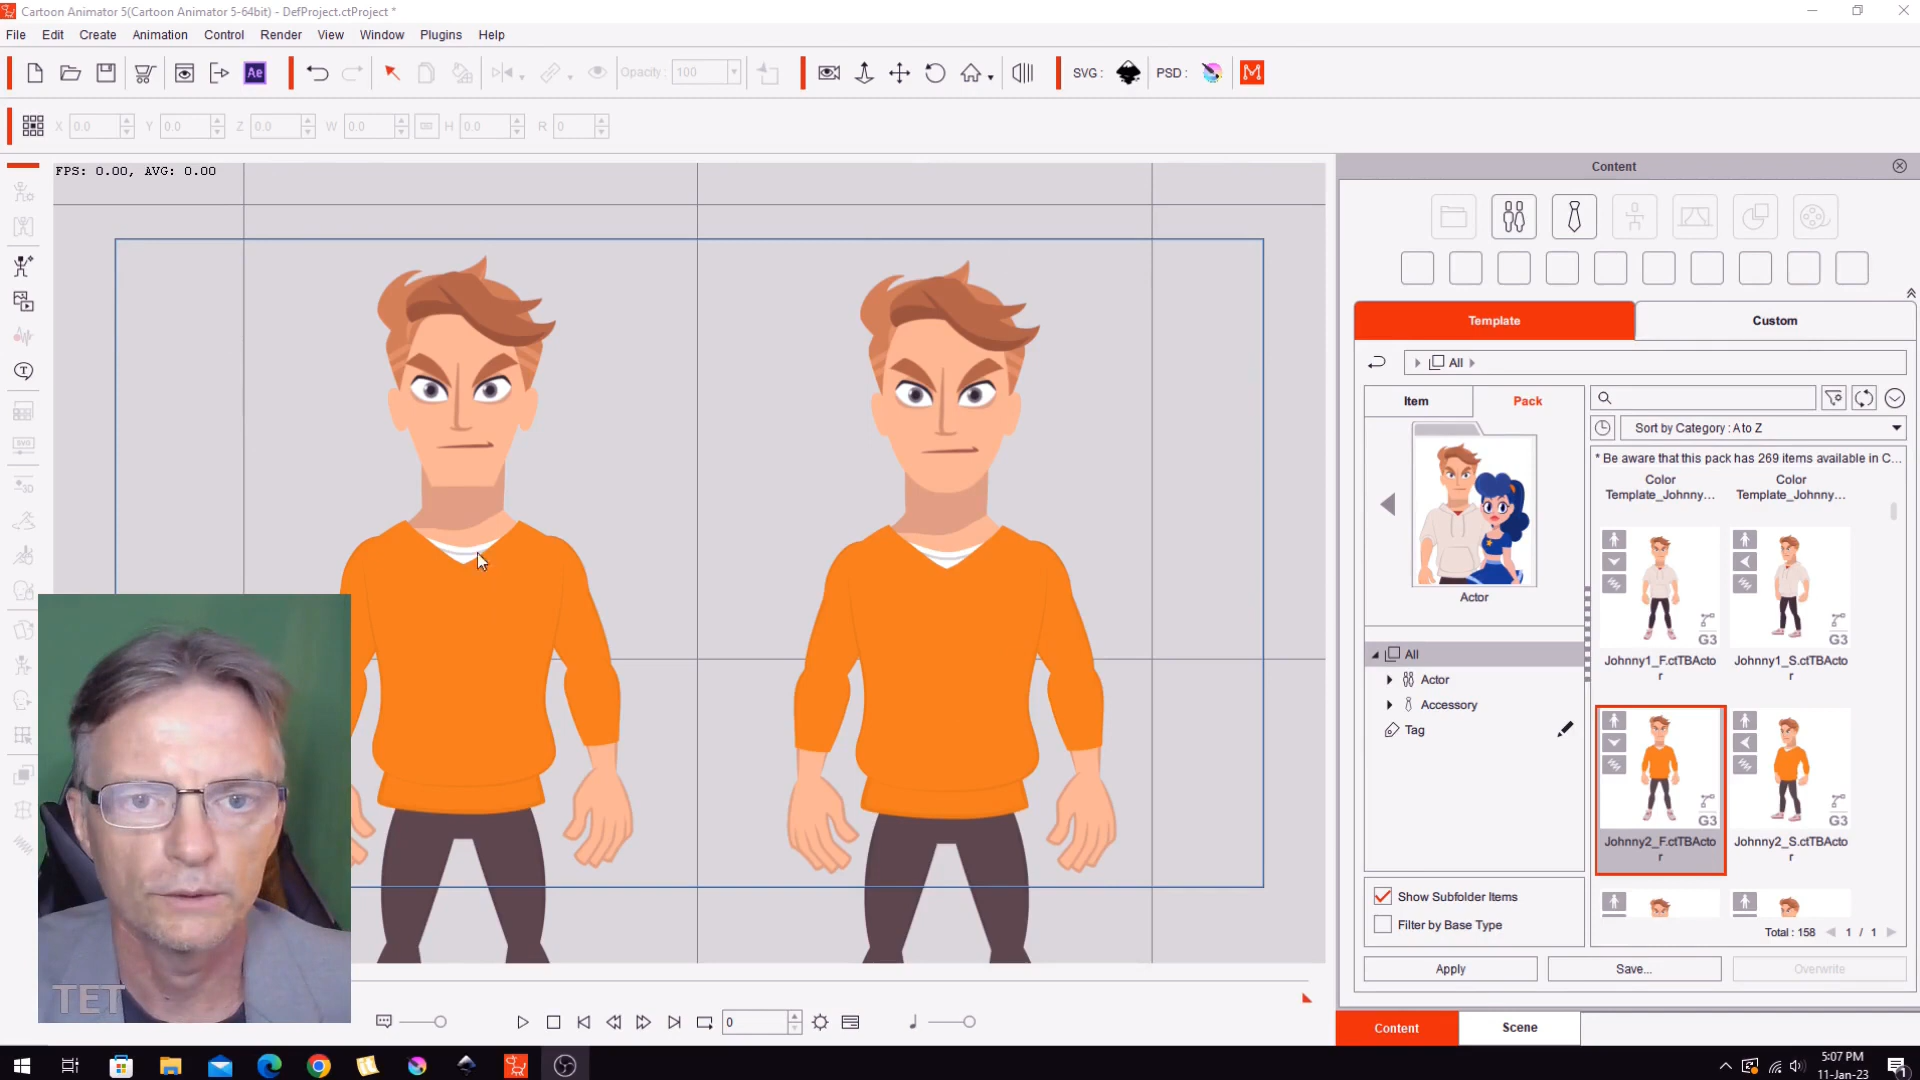 Cartoon Animator 5(Cartoon Animator 5-64bit) - DefProject.ctProject *
File Edit Create Animation Control Render View Window Plugins Help
Ae Opacity : 100 SVG : PSD : M
X 0.0 Y 0.0 Z 0.0 W 0.0 H 0.0 R 0
FPS: 0.00, AVG: 0.00
Content
Template Custom
All
Item Pack
Sort by Category : A to Z
* Be aware that this pack has 269 items available in C...
Color
Template_Johnny...
Color
Template_Johnny...
Actor
G3
G3
Johnny1_F.ctTBActo
r
Johnny1_S.ctTBActo
r
All
Actor
Accessory
Tag
G3
G3
Johnny2_F.ctTBActo
r
Johnny2_S.ctTBActo
r
Show Subfolder Items
Filter by Base Type
Total : 158 1 / 1
Apply Save... Overwrite
TET
0
Content Scene
5:07 PM
11-Jan-23
1